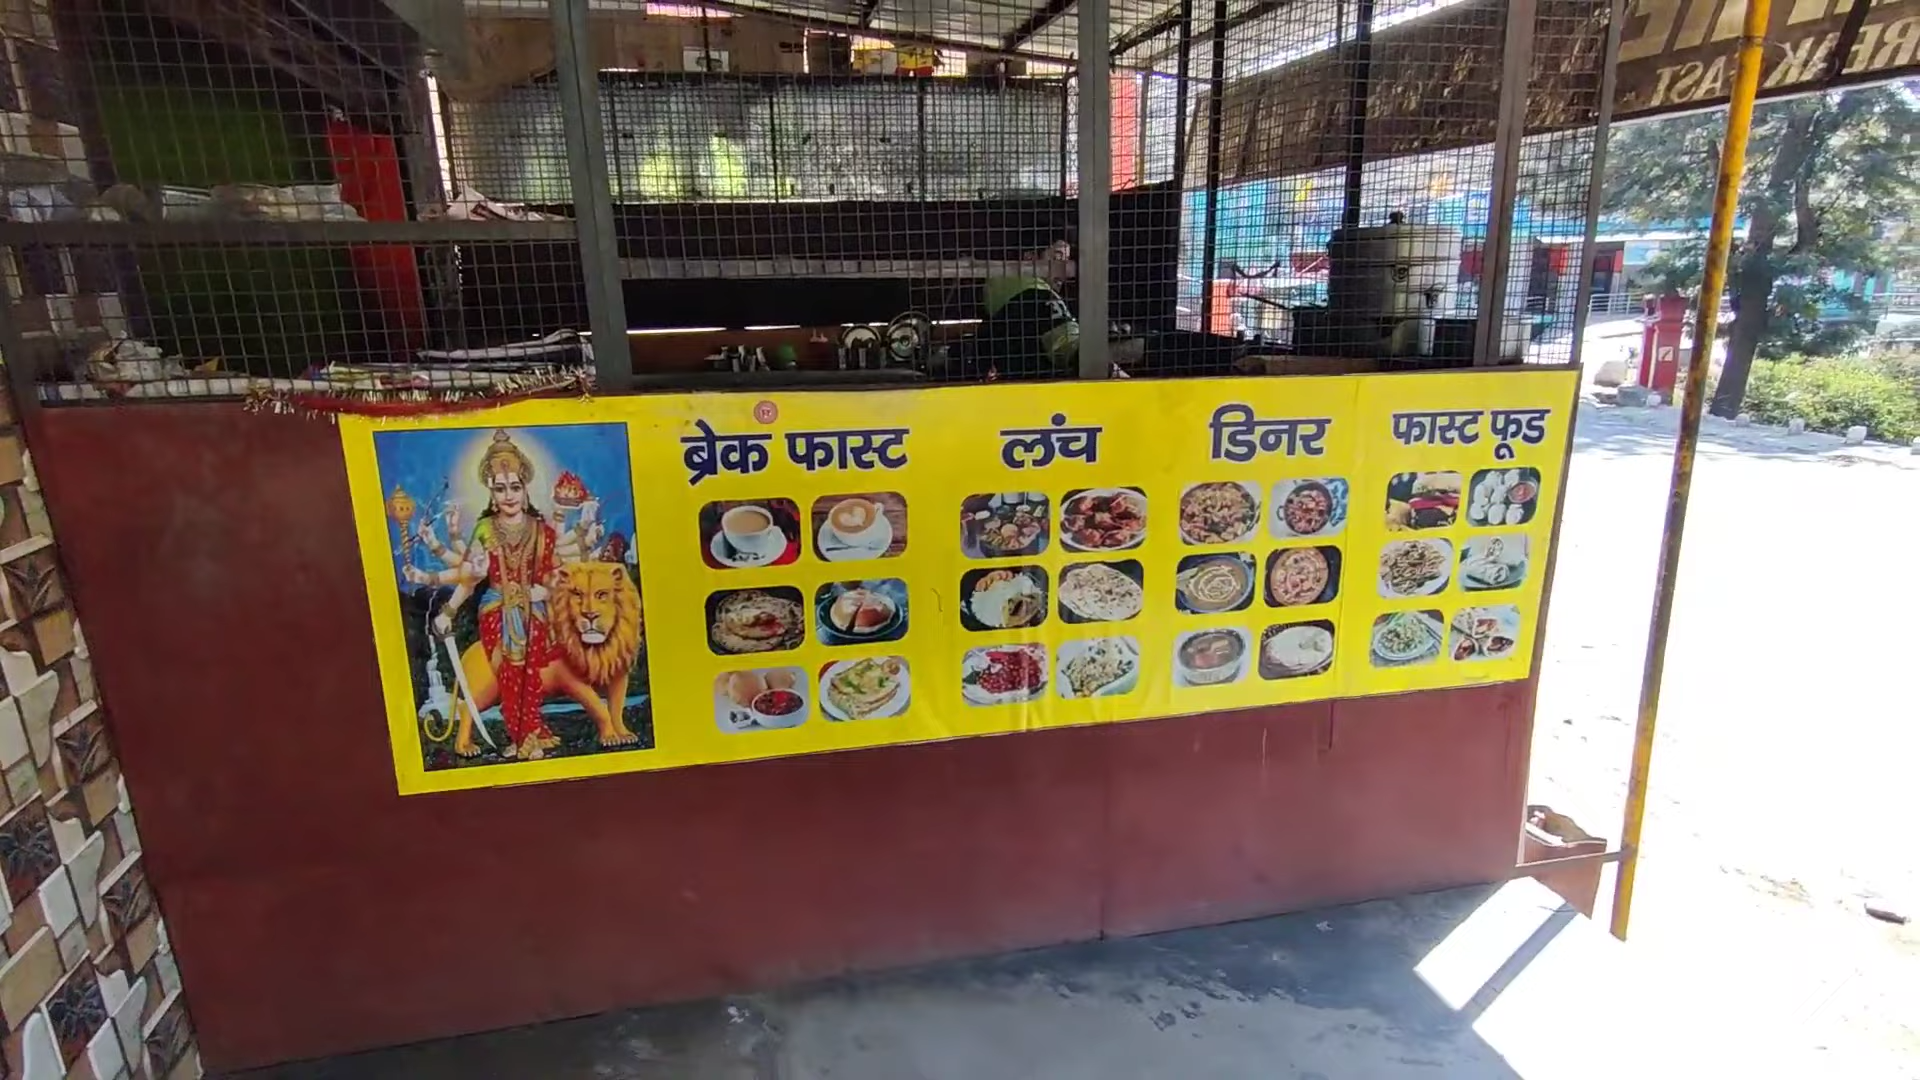 ब्रेक फास्ट
लंच
डिनर
फास्ट फूड